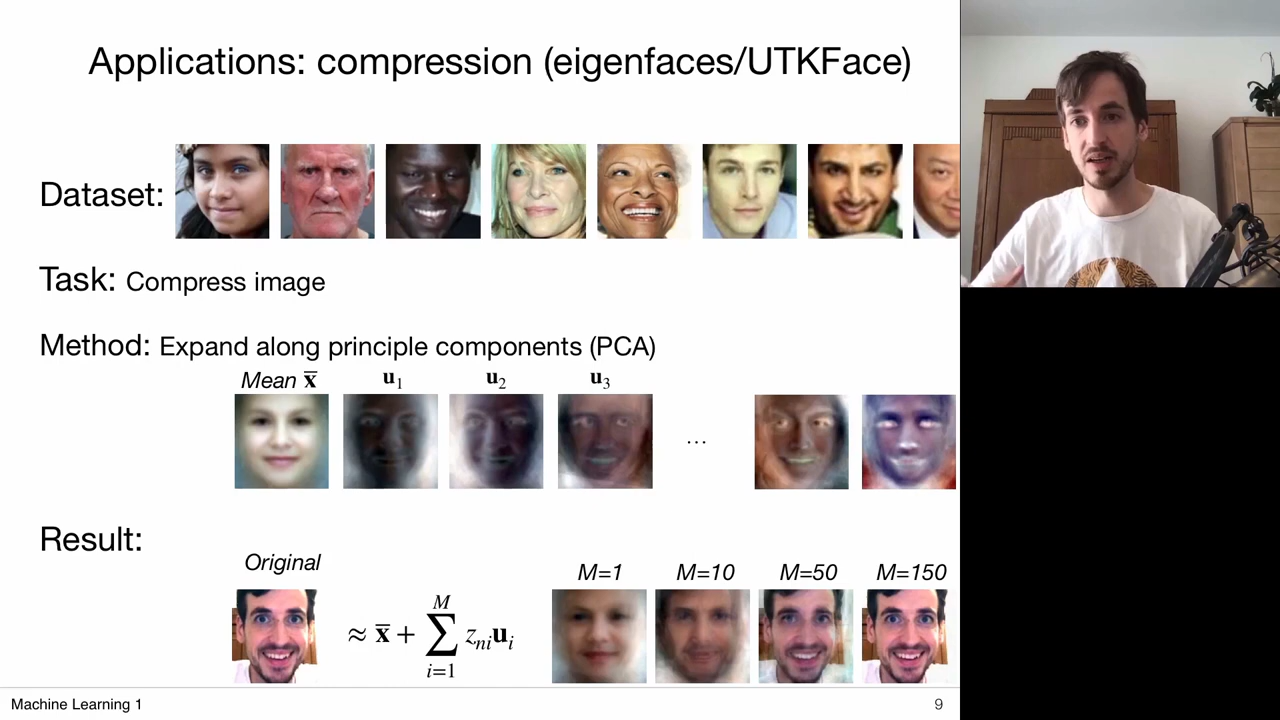 Applications: compression (eigenfaces/UTKFace)
Dataset:
Task: Compress image
Method: Expand along principle components (PCA)
Mean x̅ u₁ u₂ u₃
...
Result:
Original
M=1 M=10 M=50 M=150
≈ x̅ + ∑_{i=1}^{M} z_{ni}u_i
Machine Learning 1
9